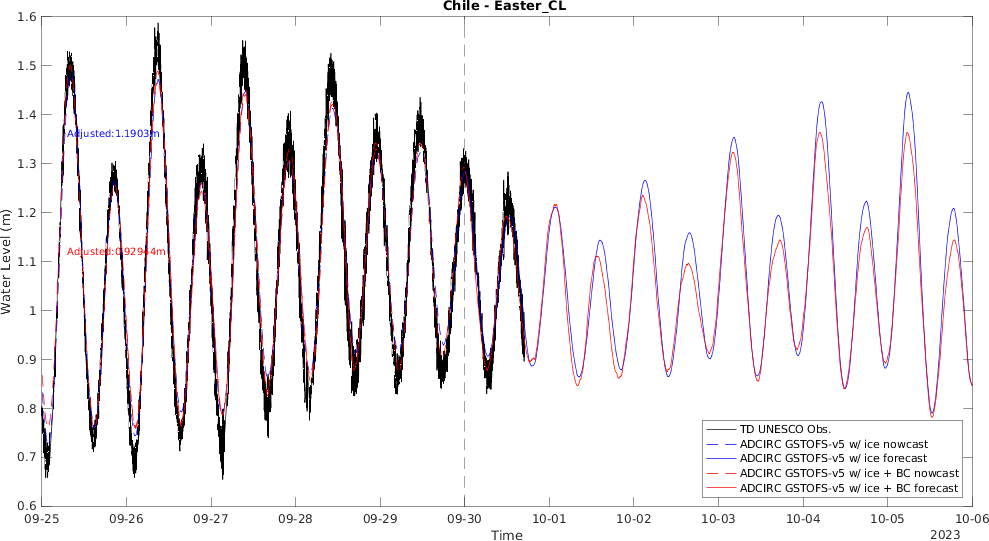 Chile - Easter_CL
1.6
1.5
1.4
1.3
1.2
1.1
1
0.9
0.8
0.7
0.6
Water Level (m)
Adjusted:1.1903m
Adjusted:0.92944m
TD UNESCO Obs.
ADCIRC GSTOFS-v5 w/ ice nowcast
ADCIRC GSTOFS-v5 w/ ice forecast
ADCIRC GSTOFS-v5 w/ ice + BC nowcast
ADCIRC GSTOFS-v5 w/ ice + BC forecast
09-25 09-26 09-27 09-28 09-29 09-30 10-01 10-02 10-03 10-04 10-05 10-06
Time
2023